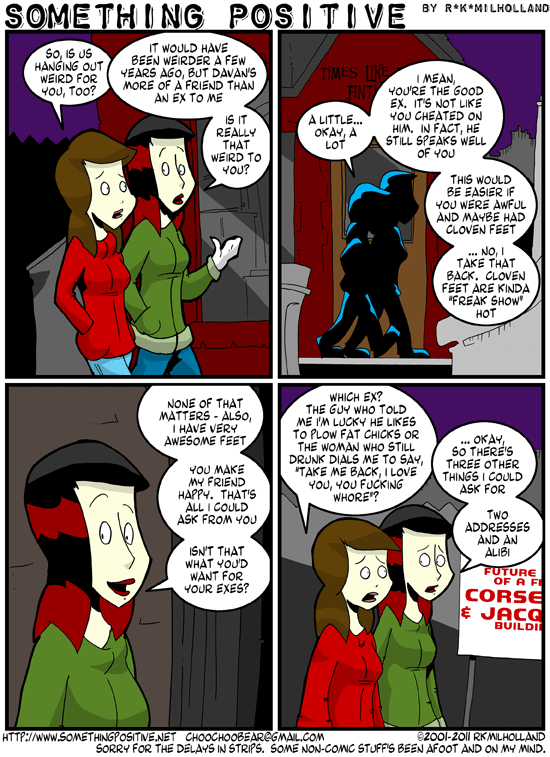 SOMETHING POSITIVE
BY R*K*MILHOLLAND
SO, IS US
HANGING OUT
WEIRD FOR
YOU, TOO?
IT WOULD HAVE
BEEN WEIRDER A FEW
YEARS AGO, BUT DAVAN'S
MORE OF A FRIEND THAN
AN EX TO ME
IS IT
REALLY
THAT
WEIRD TO
YOU?
TIMES LIKE
ANTI
A LITTLE...
OKAY, A
LOT
I MEAN,
YOU'RE THE GOOD
EX. IT'S NOT LIKE
YOU CHEATED ON
HIM. IN FACT, HE
STILL SPEAKS WELL
OF YOU
THIS WOULD
BE EASIER IF
YOU WERE AWFUL
AND MAYBE HAD
CLOVEN FEET
... NO, I
TAKE THAT
BACK. CLOVEN
FEET ARE KINDA
"FREAK SHOW"
HOT
NONE OF THAT
MATTERS - ALSO,
I HAVE VERY
AWESOME FEET
YOU MAKE
MY FRIEND
HAPPY. THAT'S
ALL I COULD
ASK FROM YOU
ISN'T THAT
WHAT YOU'D
WANT FOR
YOUR EXES?
WHICH EX?
THE GUY WHO TOLD
ME I'M LUCKY HE LIKES
TO PLOW FAT CHICKS OR
THE WOMAN WHO STILL
DRUNK DIALS ME TO SAY,
"TAKE ME BACK, I LOVE
YOU, YOU FUCKING
WHORE"?
... OKAY,
SO THERE'S
THREE OTHER
THINGS I COULD
ASK FOR
TWO
ADDRESSES
AND AN
ALIBI
FUTURE
OF A FI
CORSE
& JACQ
BUILDI
HTTP://WWW.SOMETHINGPOSITIVE.NET CHOOCHOOBEAR@GMAIL.COM ©2001-2011 RKMILHOLLAND
SORRY FOR THE DELAYS IN STRIPS. SOME NON-COMIC STUFF'S BEEN AFOOT AND ON MY MIND.